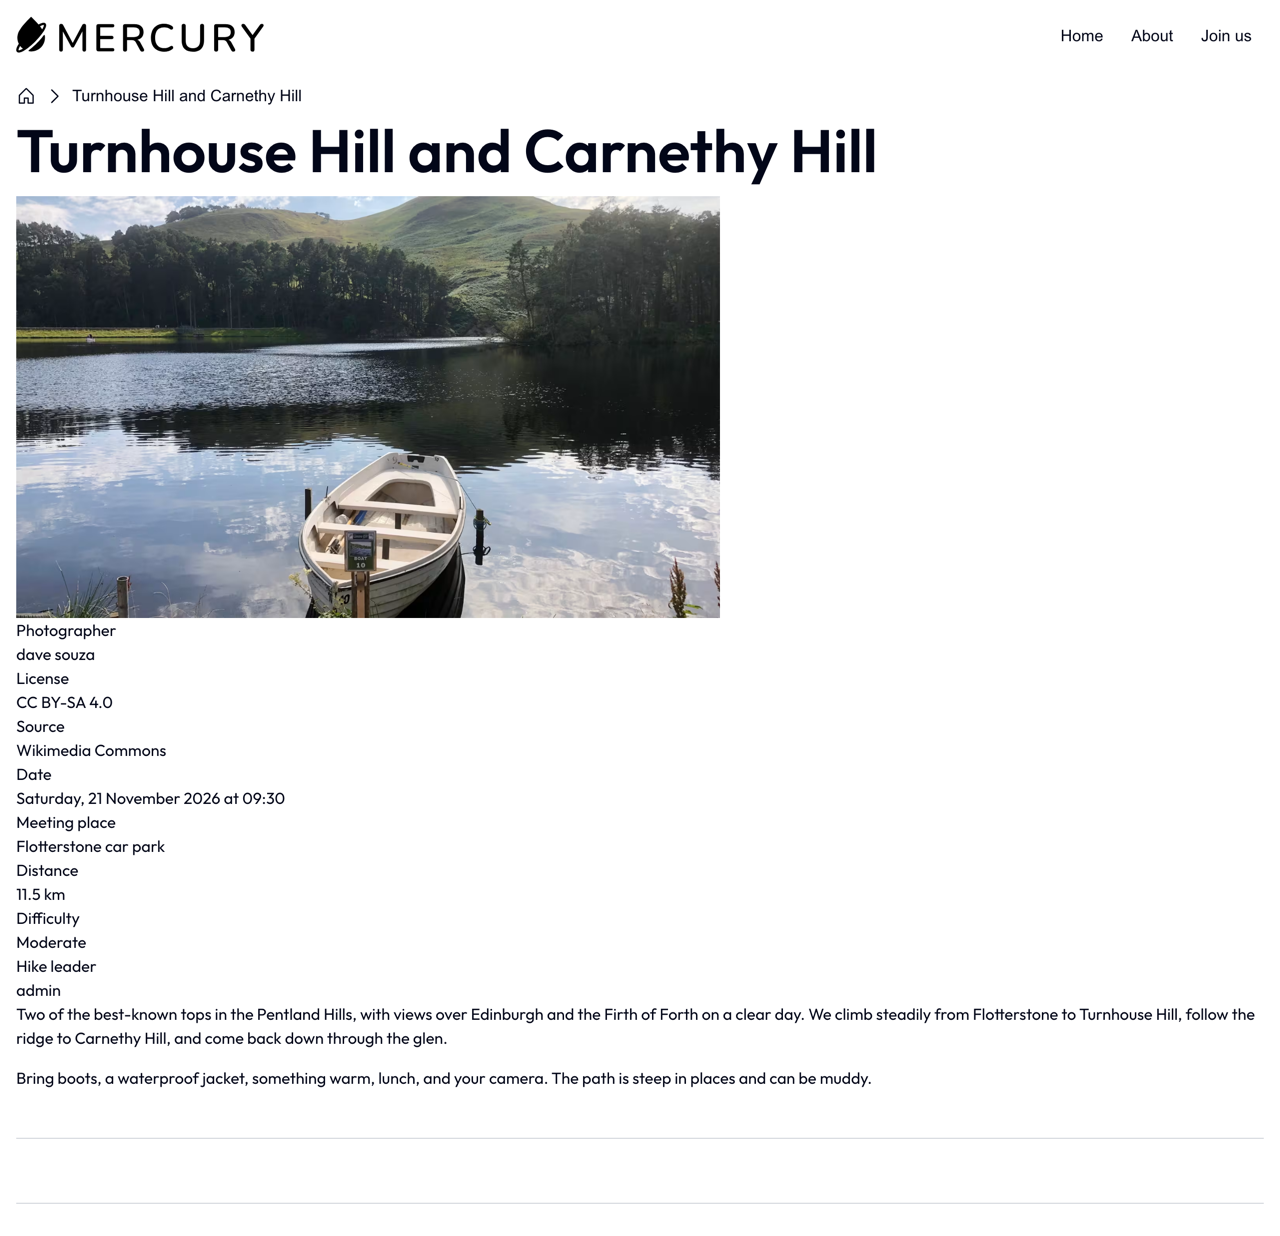 MERCURY
Home
About
Join us
Turnhouse Hill and Carnethy Hill
Turnhouse Hill and Carnethy Hill
BOAT
10
Photographer
dave souza
License
CC BY-SA 4.0
Source
Wikimedia Commons
Date
Saturday, 21 November 2026 at 09:30
Meeting place
Flotterstone car park
Distance
11.5 km
Difficulty
Moderate
Hike leader
admin
Two of the best-known tops in the Pentland Hills, with views over Edinburgh and the Firth of Forth on a clear day. We climb steadily from Flotterstone to Turnhouse Hill, follow the
ridge to Carnethy Hill, and come back down through the glen.
Bring boots, a waterproof jacket, something warm, lunch, and your camera. The path is steep in places and can be muddy.